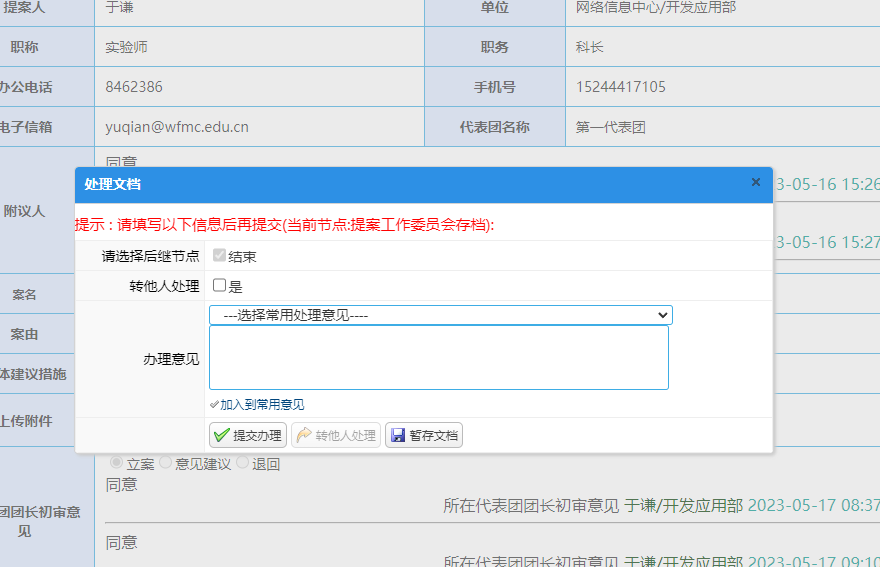 提案人 于谦 单位 网络信息中心/开发应用部
职称 实验师 职务 科长
办公电话 8462386 手机号 15244417105
电子信箱 yuqian@wfmc.edu.cn 代表团名称 第一代表团
同意
处理文档 ×
3-05-16 15:26
提示 : 请填写以下信息后再提交(当前节点:提案工作委员会存档):
附议人
3-05-16 15:27
请选择后继节点 结束
转他人处理 是
案名
---选择常用处理意见----
案由
办理意见
体建议措施
加入到常用意见
上传附件
提交办理 转他人处理 暂存文档
立案 意见建议 退回
同意
所在代表团团长初审意见 于谦/开发应用部 2023-05-17 08:37
团团长初审意
见
同意
所在代表团团长初审意见 于谦/开发应用部 2023-05-17 09:10